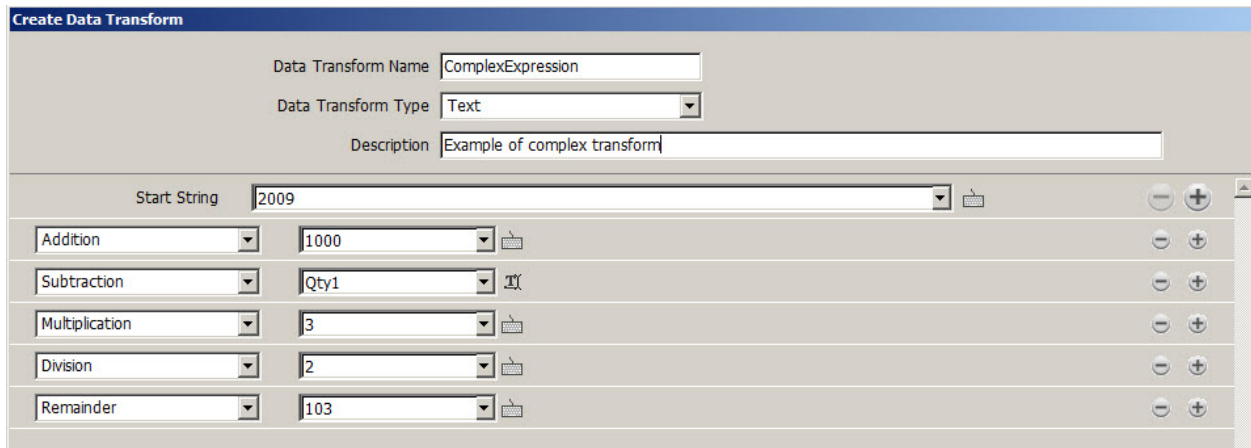 Create Data Transform
Data Transform Name ComplexExpression
Data Transform Type Text
Description Example of complex transform
Start String 2009
Addition 1000
Subtraction Qty1
Multiplication 3
Division 2
Remainder 103